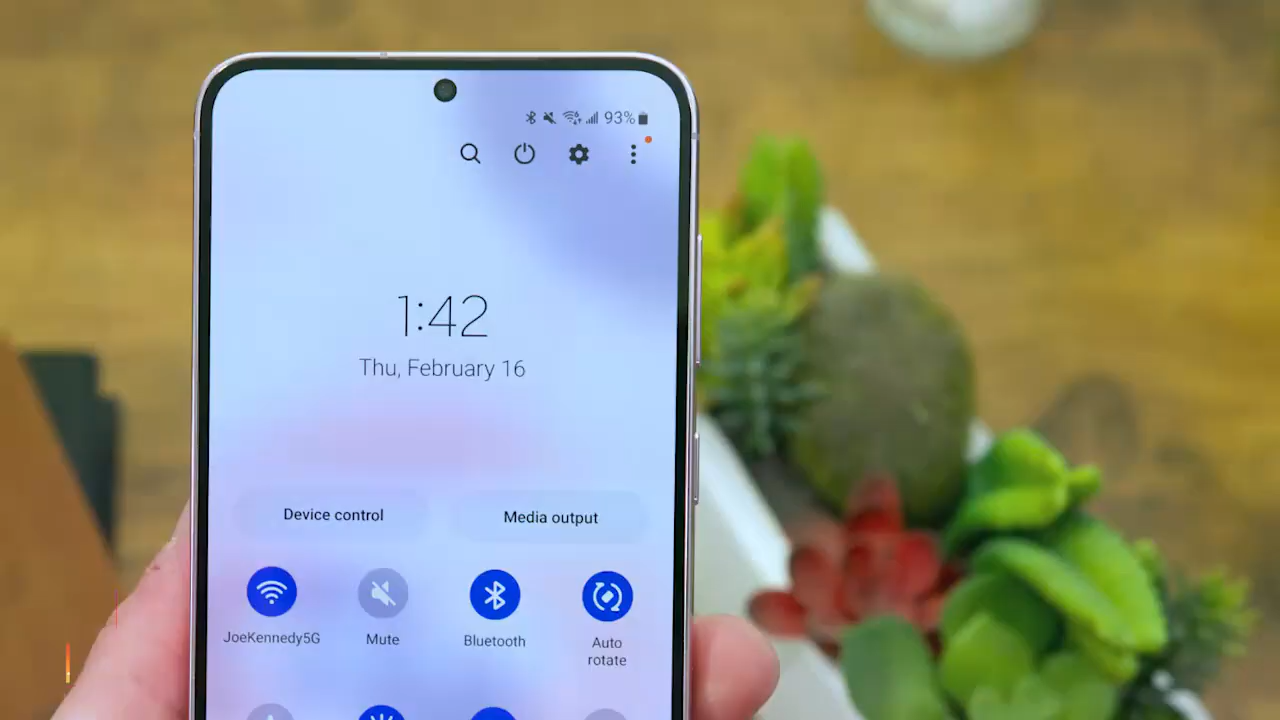 93%
1:42
Thu, February 16
Device control
Media output
JoeKennedy5G
Mute
Bluetooth
Auto
rotate